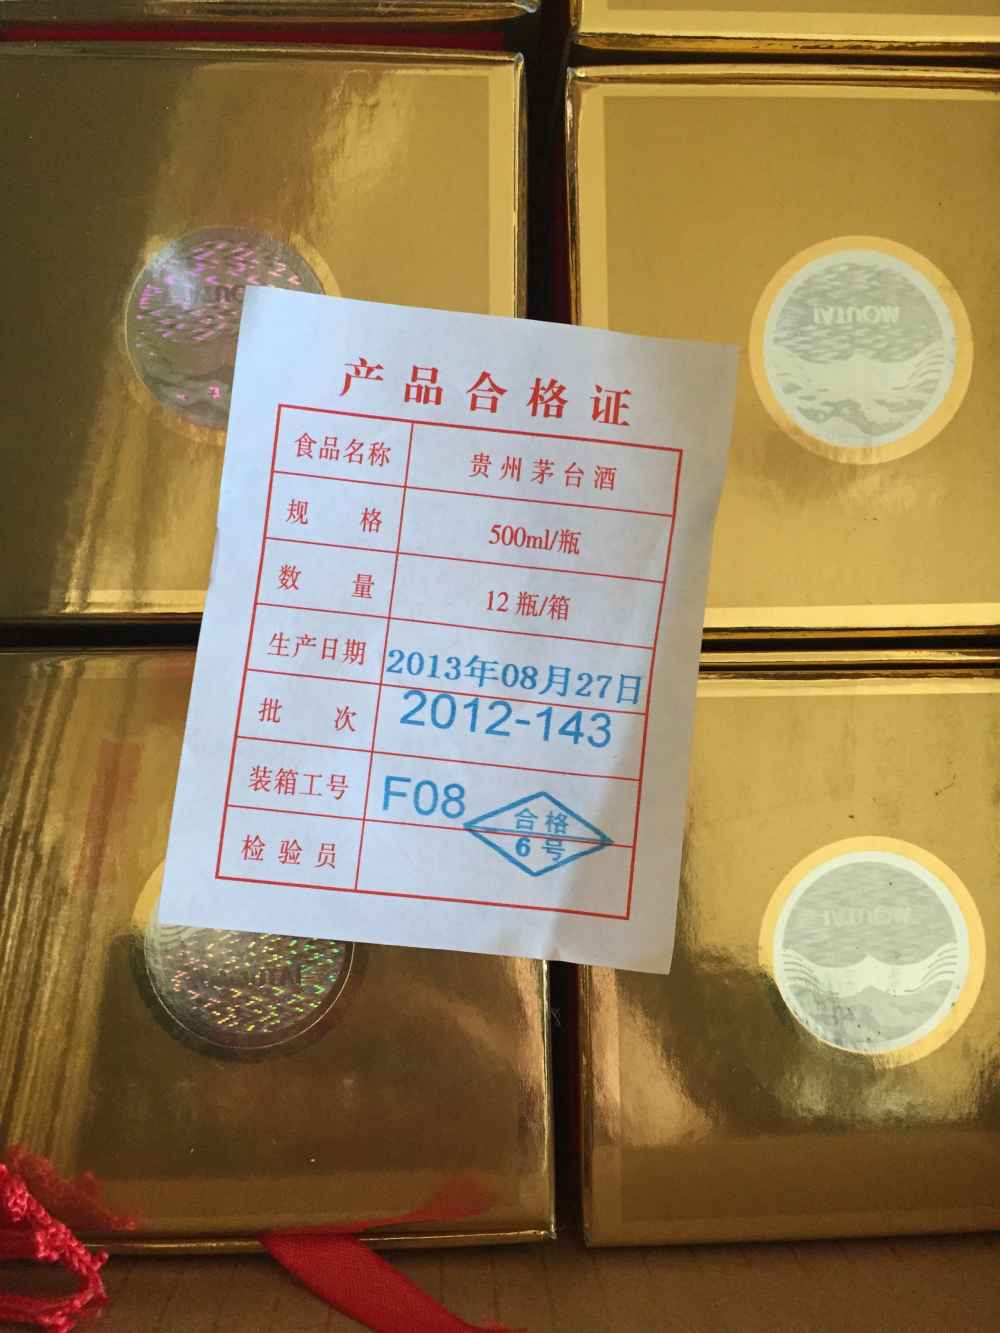 产品合格证
食品名称 贵州茅台酒
规 格 500ml/瓶
数 量 12瓶/箱
生产日期 2013年08月27日
批 次 2012-143
装箱工号 F08
检验员
合格
6号
MOUTAI
MOUTAI